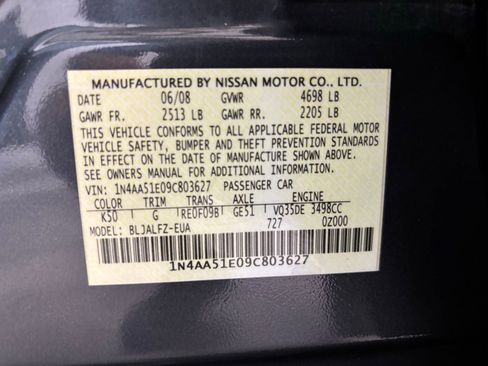 MANUFACTURED BY NISSAN MOTOR CO., LTD.
DATE 06/08 GVWR 4698 LB
GAWR FR. 2513 LB GAWR RR. 2205 LB
THIS VEHICLE CONFORMS TO ALL APPLICABLE FEDERAL MOTOR
VEHICLE SAFETY, BUMPER AND THEFT PREVENTION STANDARDS
IN EFFECT ON THE DATE OF MANUFACTURE SHOWN ABOVE.
SEE OWNERS MANUAL FOR ADDITIONAL INFORMATION.
VIN: 1N4AA51E09C803627 PASSENGER CAR
COLOR TRIM TRANS AXLE ENGINE
K50 G RE0F09B GE51 VQ35DE 3498CC
MODEL: BLJALFZ-EUA 727 0Z000
1N4AA51E09C803627